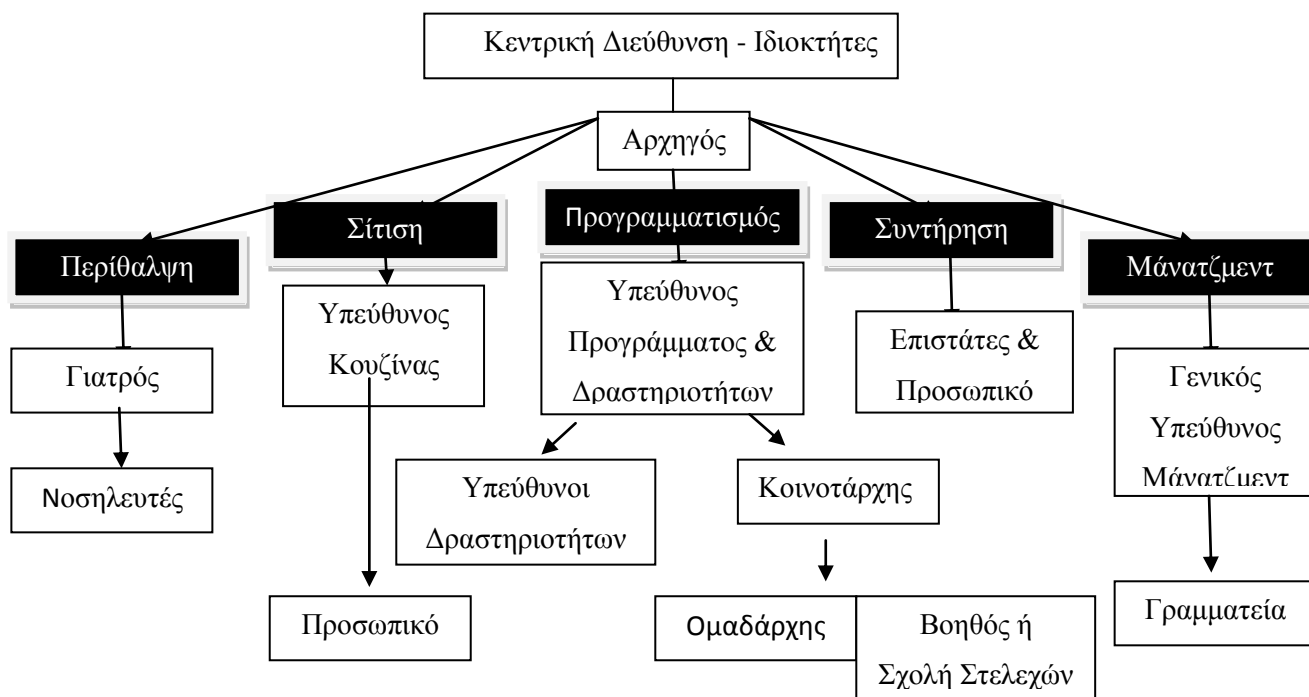 Κεντρική Διεύθυνση - Ιδιοκτήτες
Αρχηγός
Περίθαλψη
Σίτιση
Προγραμματισμός
Συντήρηση
Μάνατζμεντ
Γιατρός
Νοσηλευτές
Υπεύθυνος
Κουζίνας
Προσωπικό
Υπεύθυνος
Προγράμματος &
Δραστηριοτήτων
Υπεύθυνοι
Δραστηριοτήτων
Κοινοτάρχης
Ομαδάρχης
Βοηθός ή
Σχολή Στελεχών
Επιστάτες &
Προσωπικό
Γενικός
Υπεύθυνος
Μάνατζμεντ
Γραμματεία